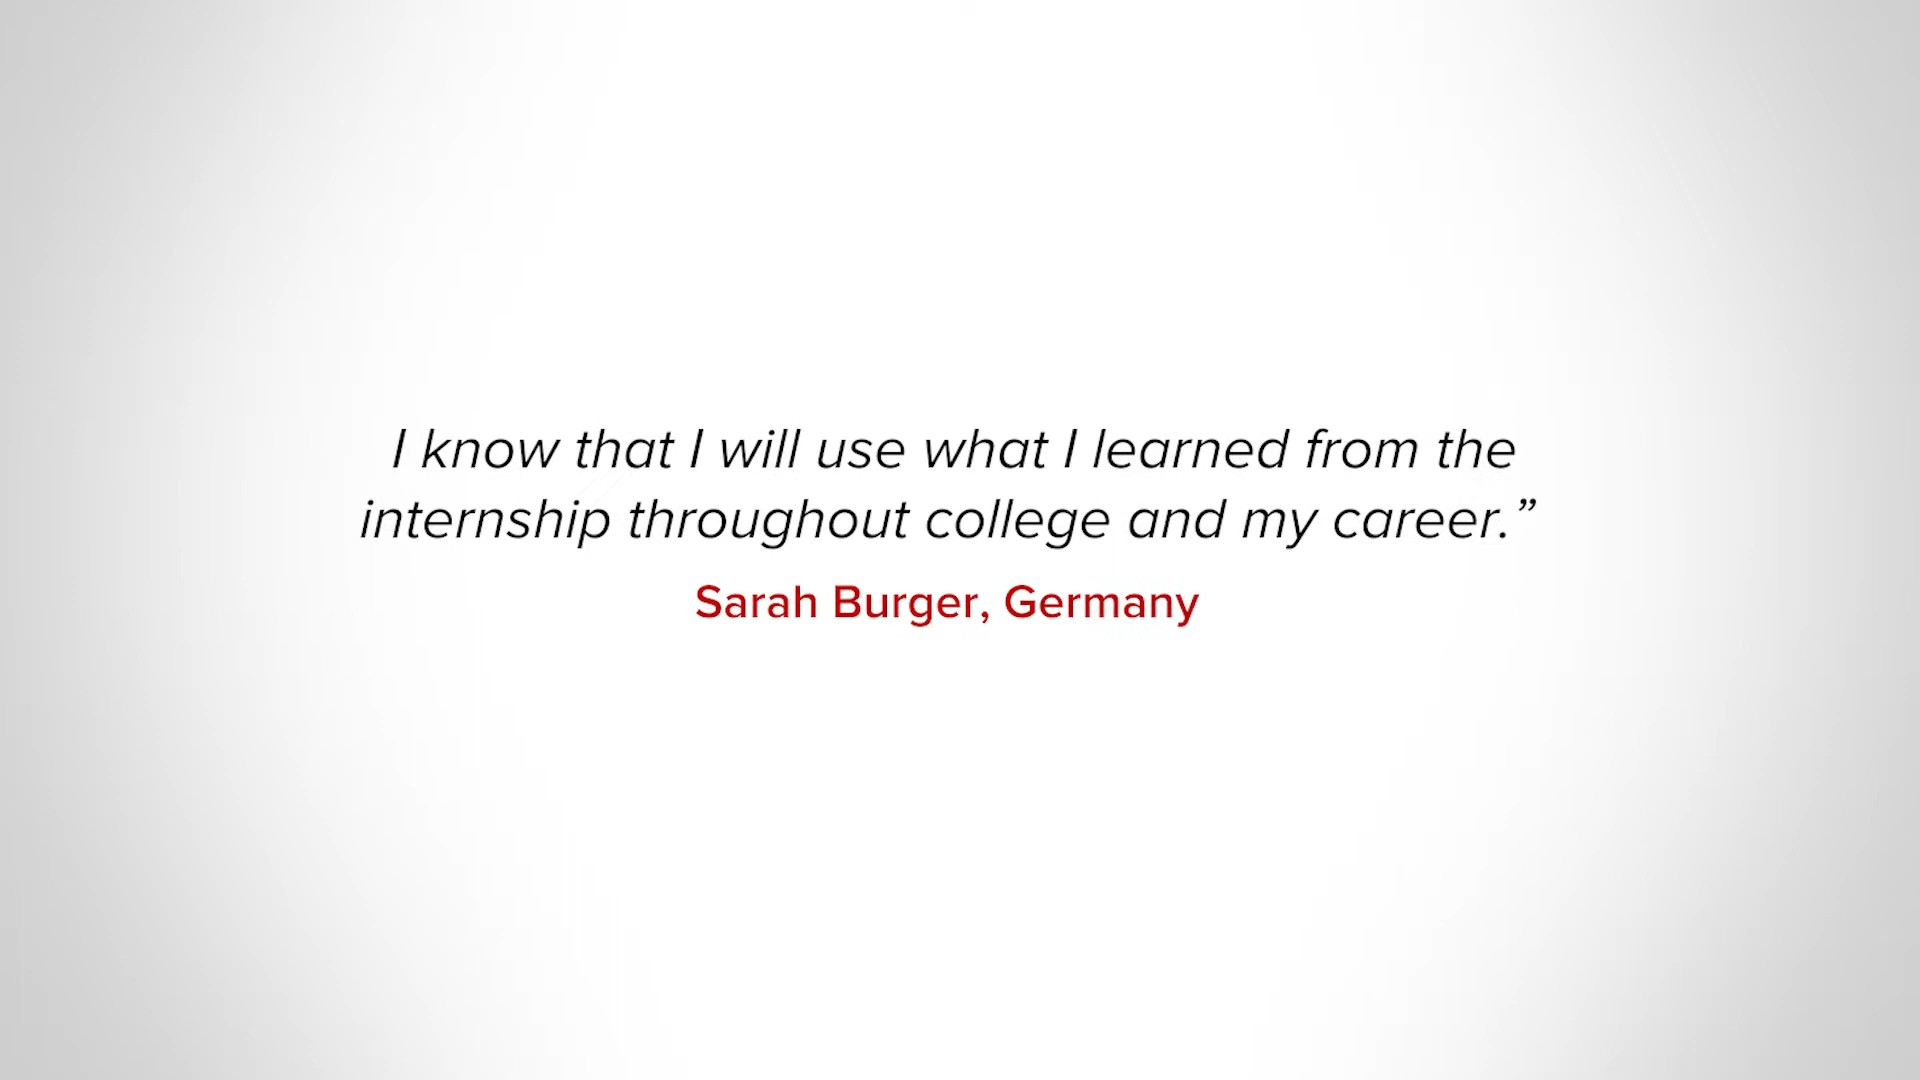 I know that I will use what I learned from the
internship throughout college and my career.”
Sarah Burger, Germany